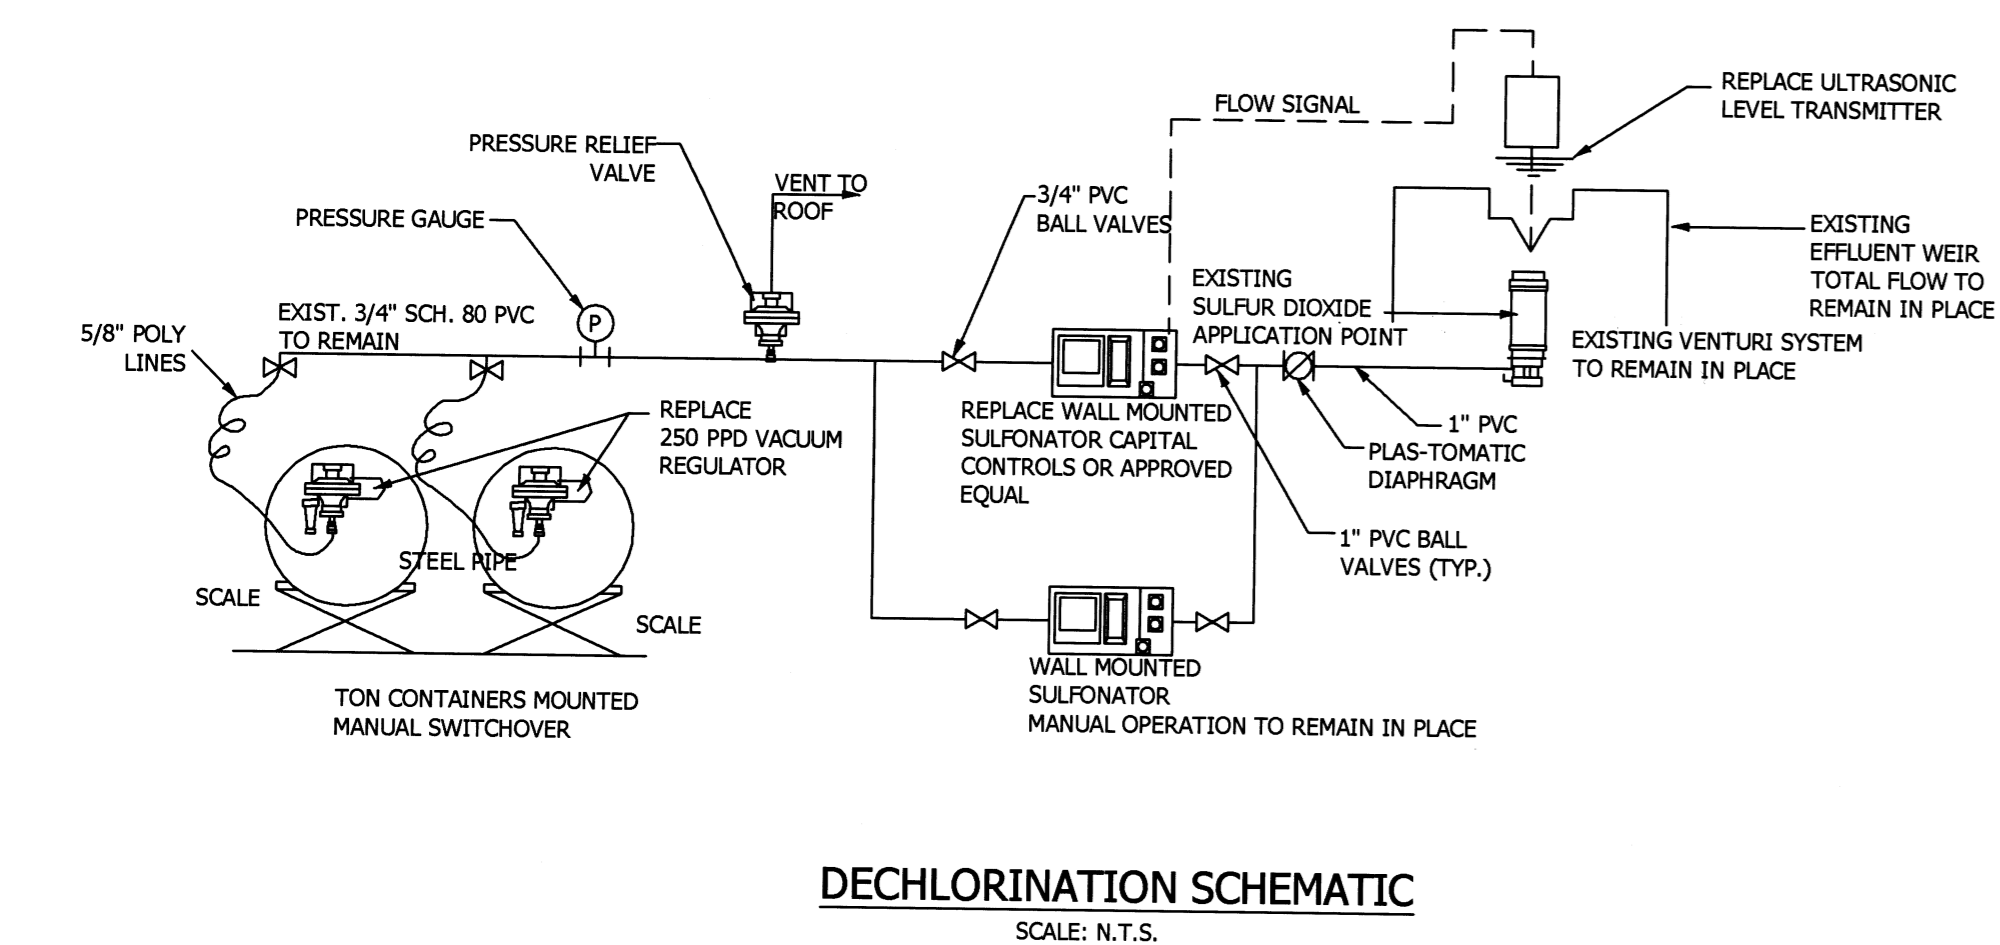 FLOW SIGNAL
REPLACE ULTRASONIC
LEVEL TRANSMITTER
PRESSURE RELIEF
VALVE
VENT TO
ROOF
PRESSURE GAUGE
3/4" PVC
BALL VALVES
EXISTING
EFFLUENT WEIR
TOTAL FLOW TO
REMAIN IN PLACE
EXISTING
SULFUR DIOXIDE
APPLICATION POINT
EXIST. 3/4" SCH. 80 PVC
TO REMAIN
P
5/8" POLY
LINES
EXISTING VENTURI SYSTEM
TO REMAIN IN PLACE
REPLACE
250 PPD VACUUM
REGULATOR
REPLACE WALL MOUNTED
SULFONATOR CAPITAL
CONTROLS OR APPROVED
EQUAL
1" PVC
PLAS-TOMATIC
DIAPHRAGM
1" PVC BALL
VALVES (TYP.)
STEEL PIPE
SCALE
SCALE
WALL MOUNTED
SULFONATOR
MANUAL OPERATION TO REMAIN IN PLACE
TON CONTAINERS MOUNTED
MANUAL SWITCHOVER
DECHLORINATION SCHEMATIC
SCALE: N.T.S.